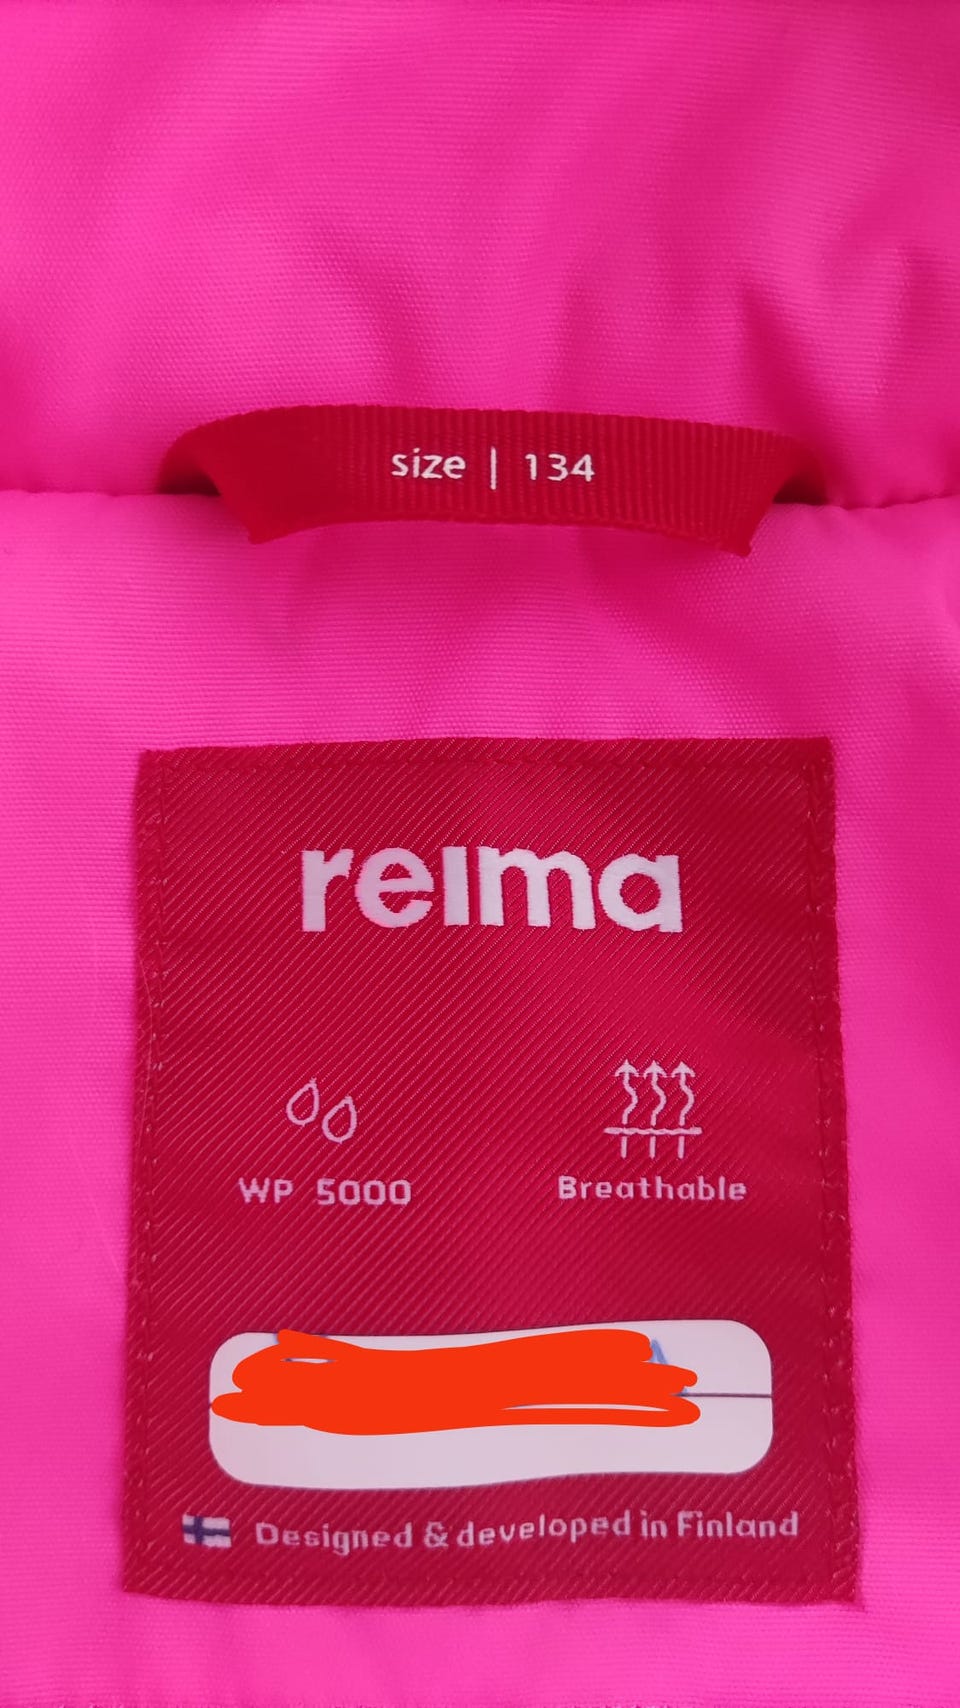 size | 134
reima
WP 5000
Breathable
Designed & developed in Finland